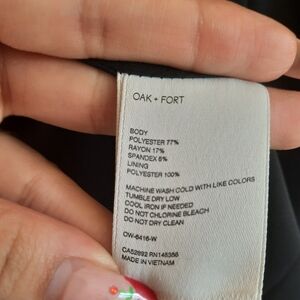 OAK + FORT
BODY
POLYESTER 77%
RAYON 17%
SPANDEX 6%
LINING
POLYESTER 100%
MACHINE WASH COLD WITH LIKE COLORS
TUMBLE DRY LOW
COOL IRON IF NEEDED
DO NOT CHLORINE BLEACH
DO NOT DRY CLEAN
OW-6416-W
CA52892 RN148356
MADE IN VIETNAM